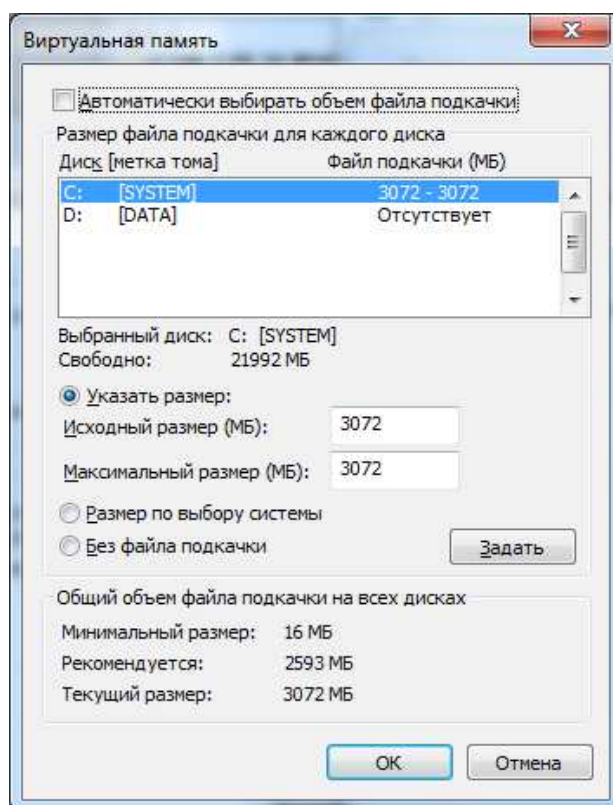 Виртуальная память
Автоматически выбирать объем файла подкачки
Размер файла подкачки для каждого диска
Диск [метка тома] Файл подкачки (МБ)
C: [SYSTEM] 3072 - 3072
D: [DATA] Отсутствует
Выбранный диск: C: [SYSTEM]
Свободно: 21992 МБ
Указать размер:
Исходный размер (МБ): 3072
Максимальный размер (МБ): 3072
Размер по выбору системы
Без файла подкачки Задать
Общий объем файла подкачки на всех дисках
Минимальный размер: 16 МБ
Рекомендуется: 2593 МБ
Текущий размер: 3072 МБ
ОК Отмена